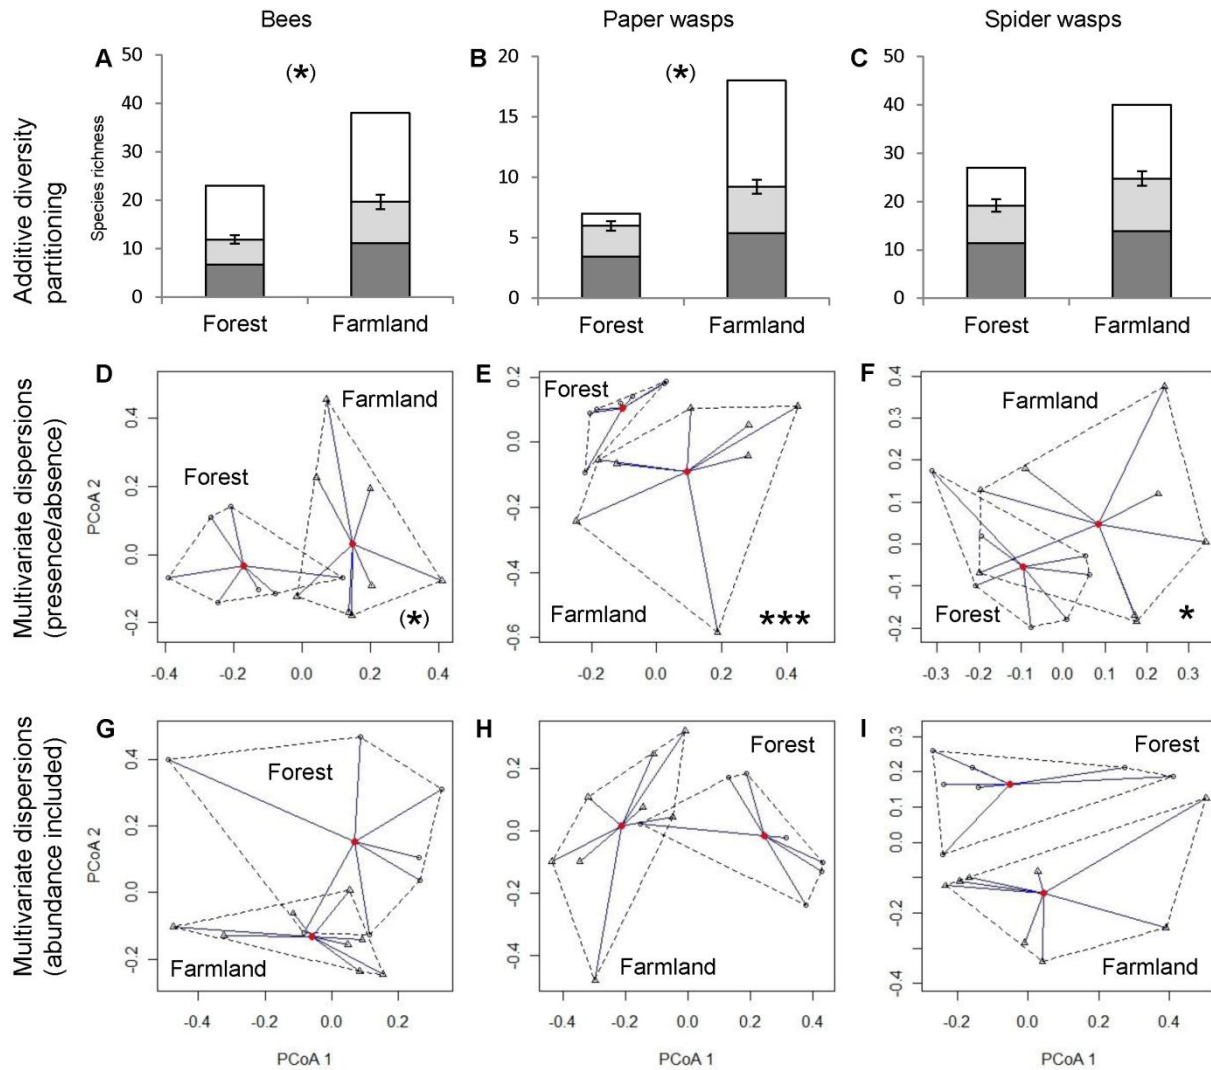 Bees
Paper wasps
Spider wasps
Additive diversity
partitioning
A
(*)
Species richness
50
40
30
20
10
0
Forest
Farmland
B
(*)
20
15
10
5
0
Forest
Farmland
C
50
40
30
20
10
0
Forest
Farmland
Multivariate dispersions
(presence/absence)
D
Farmland
Forest
(*)
PCoA 2
0.4
0.2
0.0
-0.2
-0.4
-0.2
0.0
0.2
0.4
E
Forest
Farmland
***
0.2
0.0
-0.2
-0.4
-0.6
-0.2
0.0
0.2
0.4
F
Farmland
Forest
*
0.4
0.3
0.2
0.1
0.0
-0.1
-0.2
-0.3
-0.1
0.0
0.1
0.2
0.3
Multivariate dispersions
(abundance included)
G
Forest
Farmland
PCoA 2
0.4
0.2
0.0
-0.2
-0.4
-0.2
0.0
0.2
PCoA 1
H
Forest
Farmland
0.2
0.0
-0.2
-0.4
-0.4
-0.2
0.0
0.2
0.4
PCoA 1
I
Forest
Farmland
0.3
0.2
0.1
0.0
-0.2
-0.4
-0.2
0.0
0.2
0.4
PCoA 1